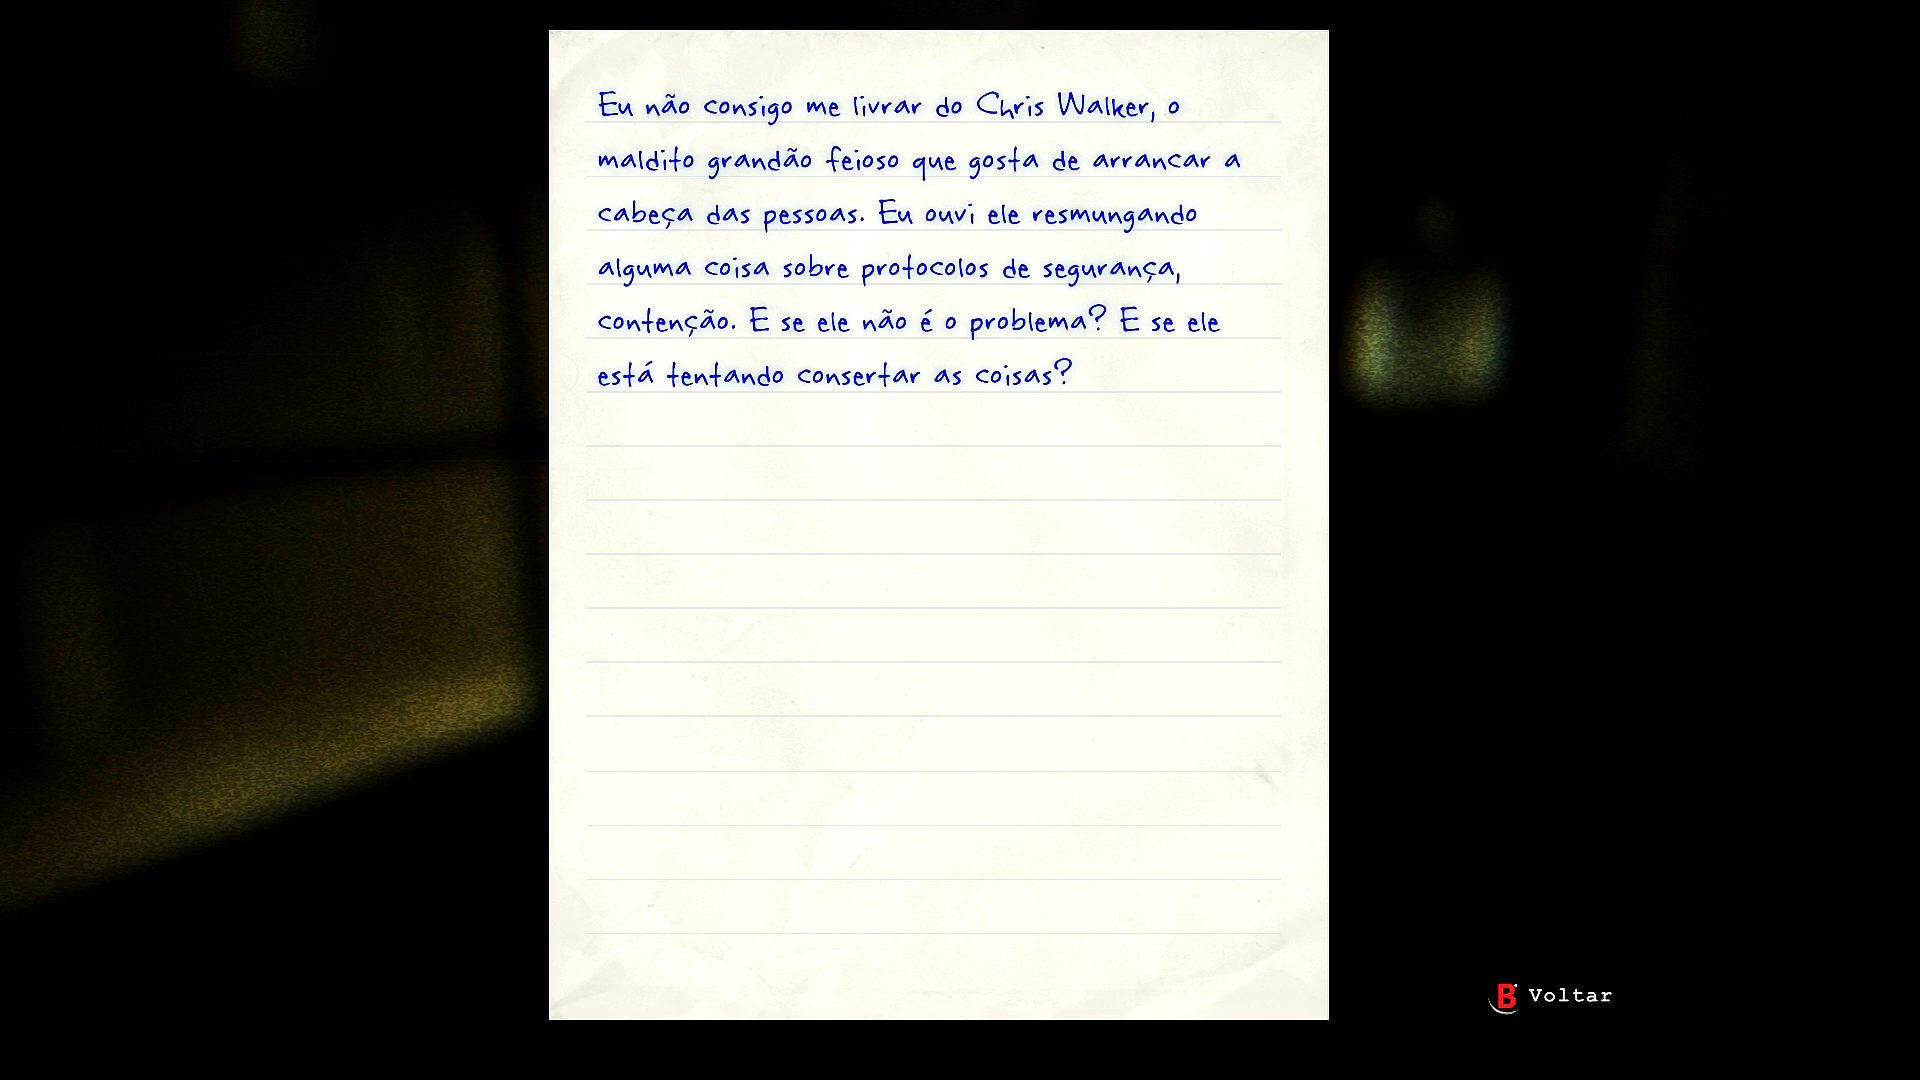 Eu não consigo me livrar do Chris Walker, o
maldito grandão feioso que gosta de arrancar a
cabeça das pessoas. Eu ouvi ele resmungando
alguma coisa sobre protocolos de segurança,
contenção. E se ele não é o problema? E se ele
está tentando consertar as coisas?
B Voltar